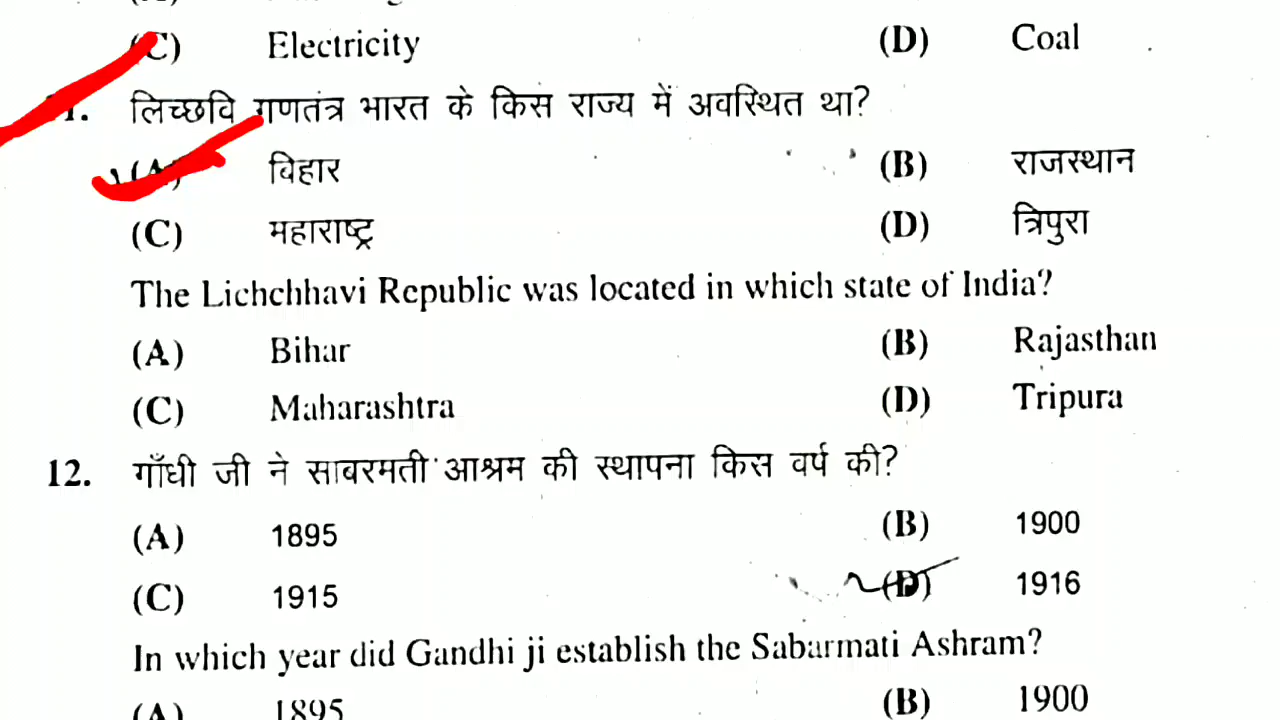 (C) Electricity (D) Coal
लिच्छवि गणतंत्र भारत के किस राज्य में अवस्थित था?
(A) बिहार (B) राजस्थान
(C) महाराष्ट्र (D) त्रिपुरा
The Lichchhavi Republic was located in which state of India?
(A) Bihar (B) Rajasthan
(C) Maharashtra (D) Tripura
12. गाँधी जी ने साबरमती आश्रम की स्थापना किस वर्ष की?
(A) 1895 (B) 1900
(C) 1915 (D) 1916
In which year did Gandhi ji establish the Sabarmati Ashram?
(A) 1895 (B) 1900